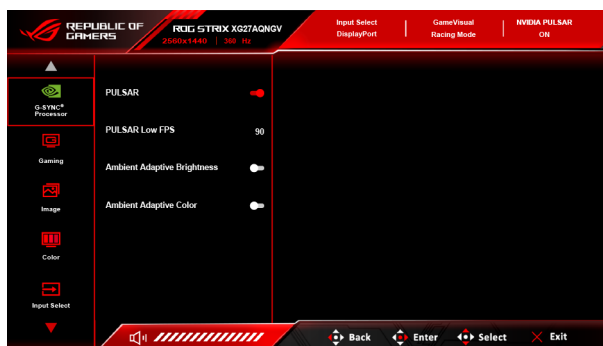 REPUBLIC OF
GAMERS
ROG STRIX XG27AQNGV
2560x1440 360 Hz
Input Select
DisplayPort
GameVisual
Racing Mode
NVIDIA PULSAR
ON
G-SYNC®
Processor
Gaming
Image
Color
Input Select
PULSAR
PULSAR Low FPS 90
Ambient Adaptive Brightness
Ambient Adaptive Color
Back Enter Select Exit